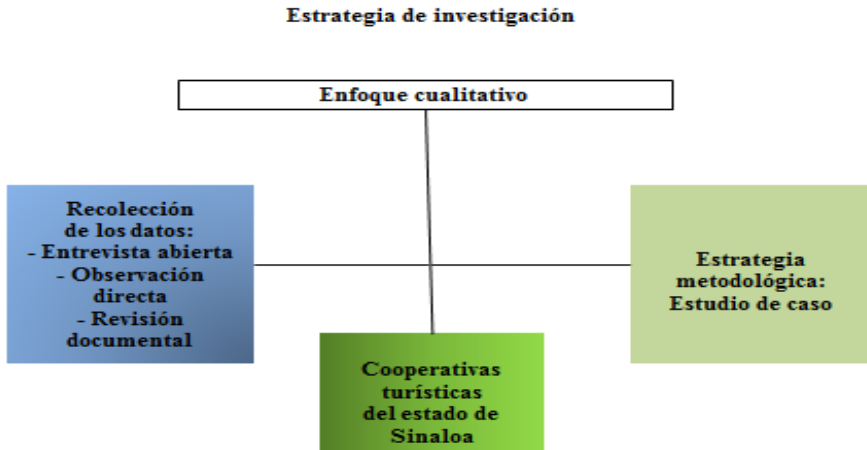 Estrategia de investigación
Enfoque cualitativo
Recolección
de los datos:
- Entrevista abierta
- Observación
directa
- Revisión
documental
Estrategia
metodológica:
Estudio de caso
Cooperativas
turísticas
del estado de
Sinaloa